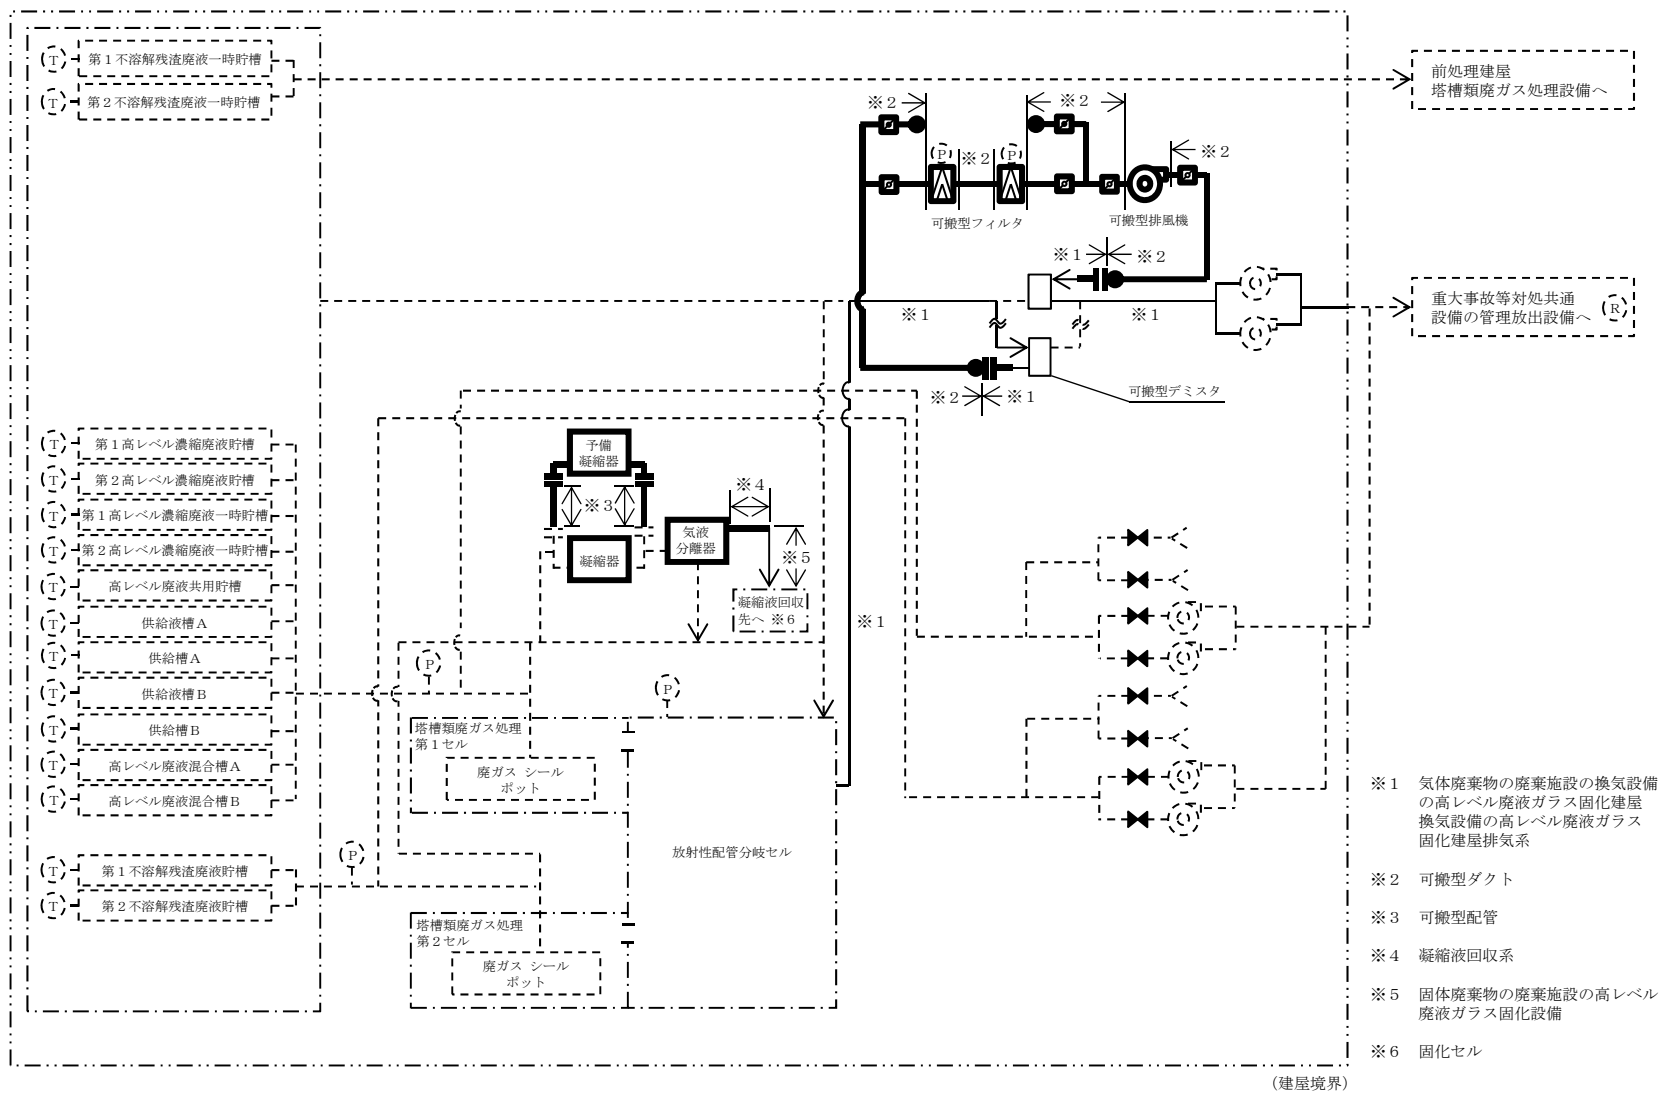 T 第1不溶解残渣廃液一時貯槽
T 第2不溶解残渣廃液一時貯槽
前処理建屋
塔槽類廃ガス処理設備へ
※2
※2
P
※2
P
※2
可搬型フィルタ
可搬型排風機
※1
※2
※1
※1
重大事故等対処共通
設備の管理放出設備へ
R
※2
※1
可搬型デミスタ
T 第1高レベル濃縮廃液貯槽
T 第2高レベル濃縮廃液貯槽
T 第1高レベル濃縮廃液一時貯槽
T 第2高レベル濃縮廃液一時貯槽
T 高レベル廃液共用貯槽
T 供給液槽A
T 供給槽A
T 供給液槽B
T 供給槽B
T 高レベル廃液混合槽A
T 高レベル廃液混合槽B
T 第1不溶解残渣廃液貯槽
T 第2不溶解残渣廃液貯槽
予備
凝縮器
※3
凝縮器
気液
分離器
※4
※5
凝縮液回収
先へ ※6
※1
P
P
P
塔槽類廃ガス処理
第1セル
廃ガス シール
ポット
放射性配管分岐セル
塔槽類廃ガス処理
第2セル
廃ガス シール
ポット
※1 気体廃棄物の廃棄施設の換気設備
の高レベル廃液ガラス固化建屋
換気設備の高レベル廃液ガラス
固化建屋排気系
※2 可搬型ダクト
※3 可搬型配管
※4 凝縮液回収系
※5 固体廃棄物の廃棄施設の高レベル
廃液ガラス固化設備
※6 固化セル
（建屋境界）